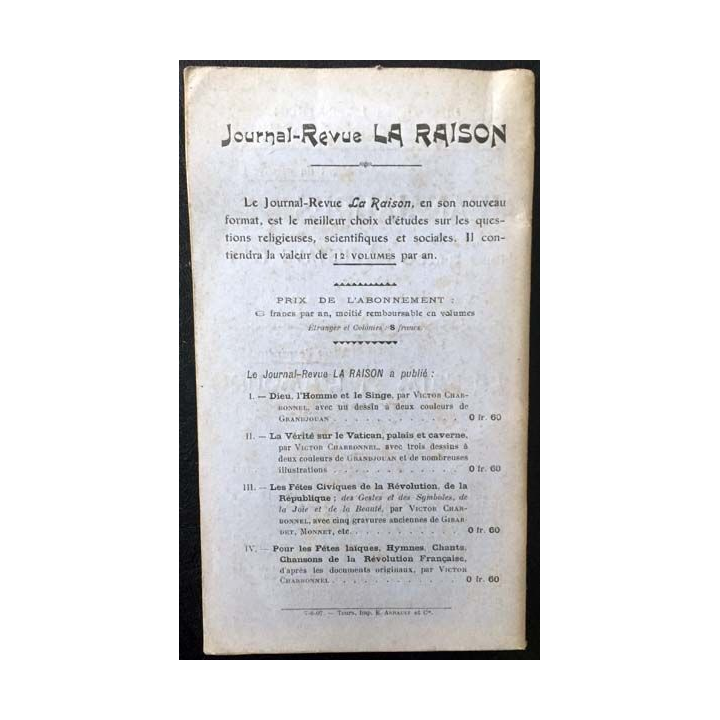 Journal-Revue LA RAISON
Le Journal-Revue La Raison, en son nouveau
format, est le meilleur choix d'études sur les ques-
tions religieuses, scientifiques et sociales. Il con-
tiendra la valeur de 12 VOLUMES par an.
PRIX DE L'ABONNEMENT :
6 francs par an, moitié remboursable en volumes
Étranger et Colonies : 8 francs.
Le Journal-Revue LA RAISON a publié :
I. — Dieu, l'Homme et le Singe, par VICTOR CHAR-
BONNEL, avec un dessin à deux couleurs de
GRANDJOUAN . . . . . . . . . . . 0 fr. 60
II. — La Vérité sur le Vatican, palais et caverne,
par VICTOR CHARBONNEL, avec trois dessins à
deux couleurs de GRANDJOUAN et de nombreuses
illustrations . . . . . . . . . . . 0 fr. 60
III. — Les Fêtes Civiques de la Révolution, de la
République ; des Gestes et des Symboles, de
la Joie et de la Beauté, par VICTOR CHAR-
BONNEL, avec cinq gravures anciennes de GIRAR-
DET, MONNET, etc. . . . . . . . . . 0 fr. 60
IV. — Pour les Fêtes laïques, Hymnes, Chants,
Chansons de la Révolution Française,
d'après les documents originaux, par VICTOR
CHARBONNEL . . . . . . . . . . . 0 fr. 60
Tours, Imp. E. ARRAULT et Cie.